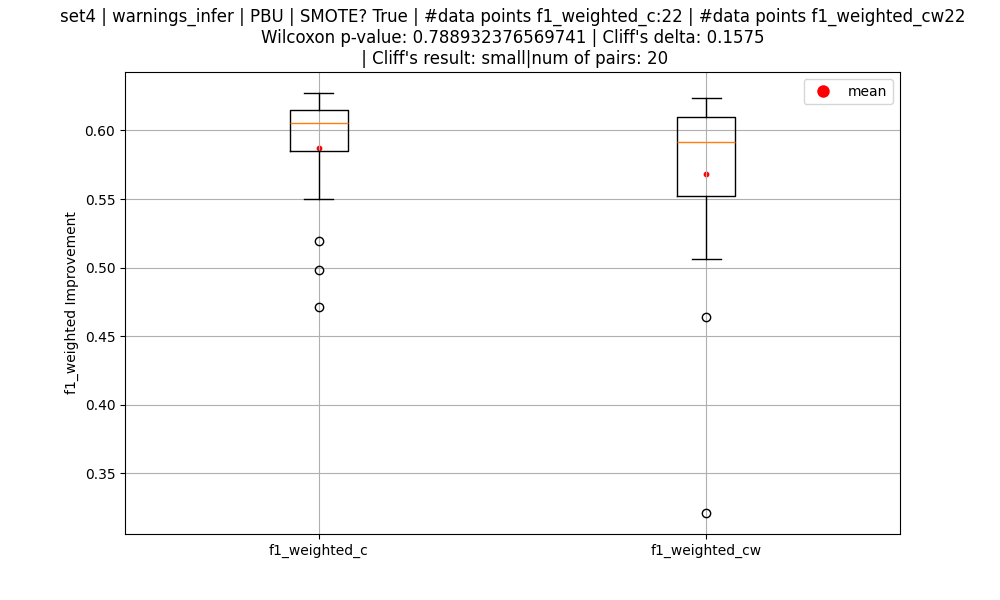 set4 | warnings_infer | PBU | SMOTE? True | #data points f1_weighted_c:22 | #data points f1_weighted_cw22
Wilcoxon p-value: 0.788932376569741 | Cliff's delta: 0.1575
| Cliff's result: small|num of pairs: 20
mean
0.60
0.55
0.50
0.45
0.40
0.35
f1_weighted Improvement
f1_weighted_c
f1_weighted_cw